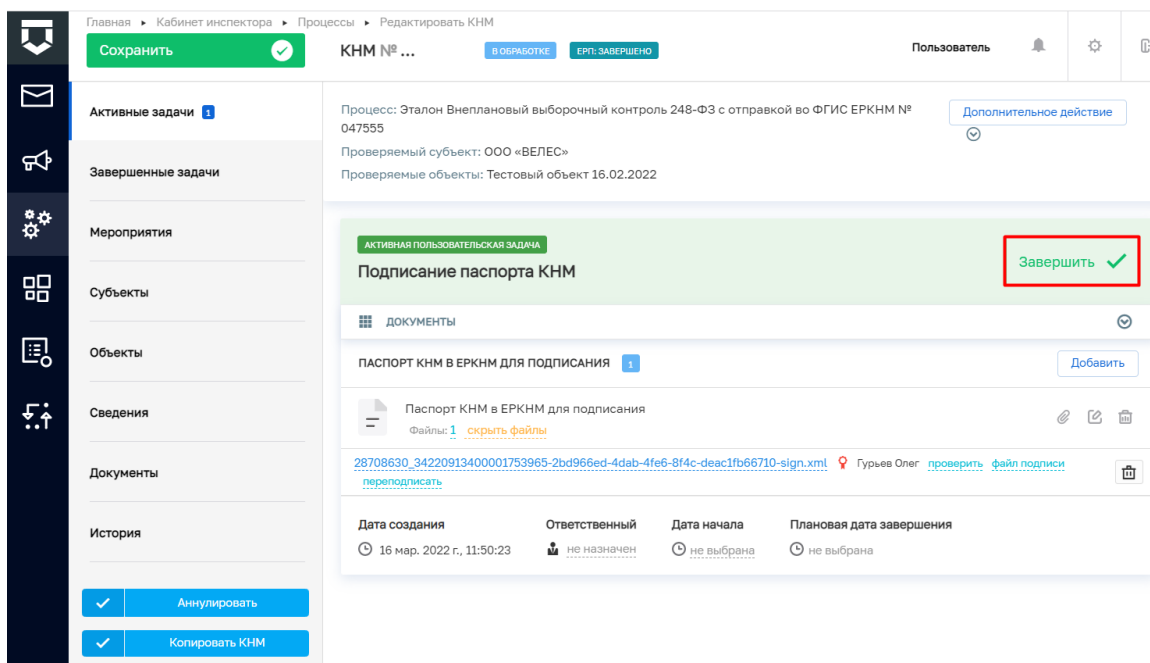 Главная ▸ Кабинет инспектора ▸ Процессы ▸ Редактировать КНМ
Сохранить
КНМ № ...
В ОБРАБОТКЕ
ЕРП: ЗАВЕРШЕНО
Пользователь
Активные задачи 1
Завершенные задачи
Мероприятия
Субъекты
Объекты
Сведения
Документы
История
Аннулировать
Копировать КНМ
Процесс: Эталон Внеплановый выборочный контроль 248-ФЗ с отправкой во ФГИС ЕРКНМ №
047555
Проверяемый субъект: ООО «ВЕЛЕС»
Проверяемые объекты: Тестовый объект 16.02.2022
Дополнительное действие
АКТИВНАЯ ПОЛЬЗОВАТЕЛЬСКАЯ ЗАДАЧА
Подписание паспорта КНМ
Завершить
ДОКУМЕНТЫ
ПАСПОРТ КНМ В ЕРКНМ ДЛЯ ПОДПИСАНИЯ 1
Добавить
Паспорт КНМ в ЕРКНМ для подписания
Файлы: 1 скрыть файлы
28708630_34220913400001753965-2bd966ed-4dab-4fe6-8f4c-deac1fb66710-sign.xml Гурьев Олег проверить файл подписи
переподписать
Дата создания Ответственный Дата начала Плановая дата завершения
16 мар. 2022 г., 11:50:23 не назначен не выбрана не выбрана